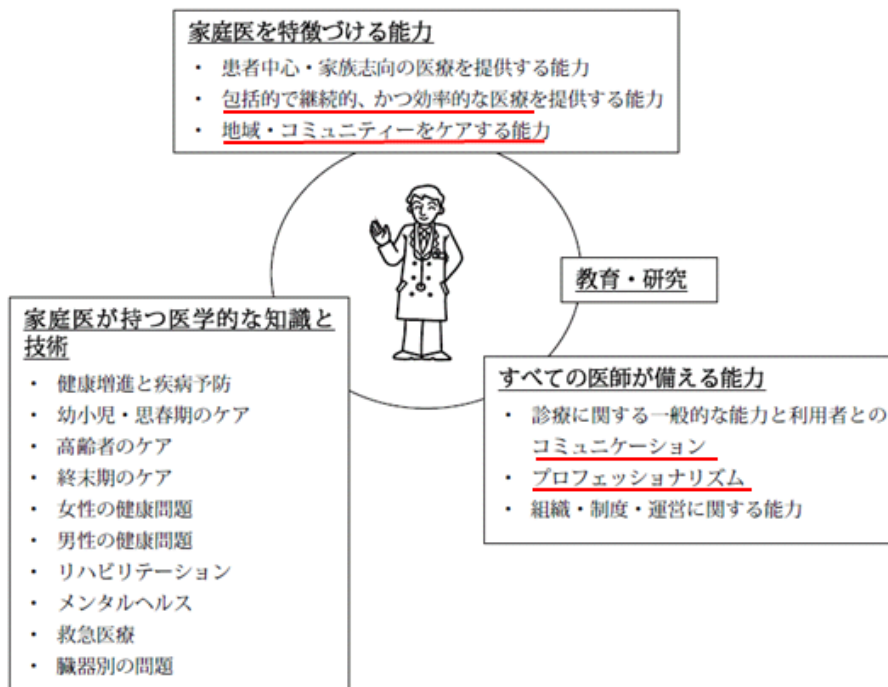 家庭医を特徴づける能力
・ 患者中心・家族志向の医療を提供する能力
・ 包括的で継続的、かつ効率的な医療を提供する能力
・ 地域・コミュニティーをケアする能力
教育・研究
家庭医が持つ医学的な知識と
技術
・ 健康増進と疾病予防
・ 幼小児・思春期のケア
・ 高齢者のケア
・ 終末期のケア
・ 女性の健康問題
・ 男性の健康問題
・ リハビリテーション
・ メンタルヘルス
・ 救急医療
・ 臓器別の問題
すべての医師が備える能力
・ 診療に関する一般的な能力と利用者との
コミュニケーション
・ プロフェッショナリズム
・ 組織・制度・運営に関する能力